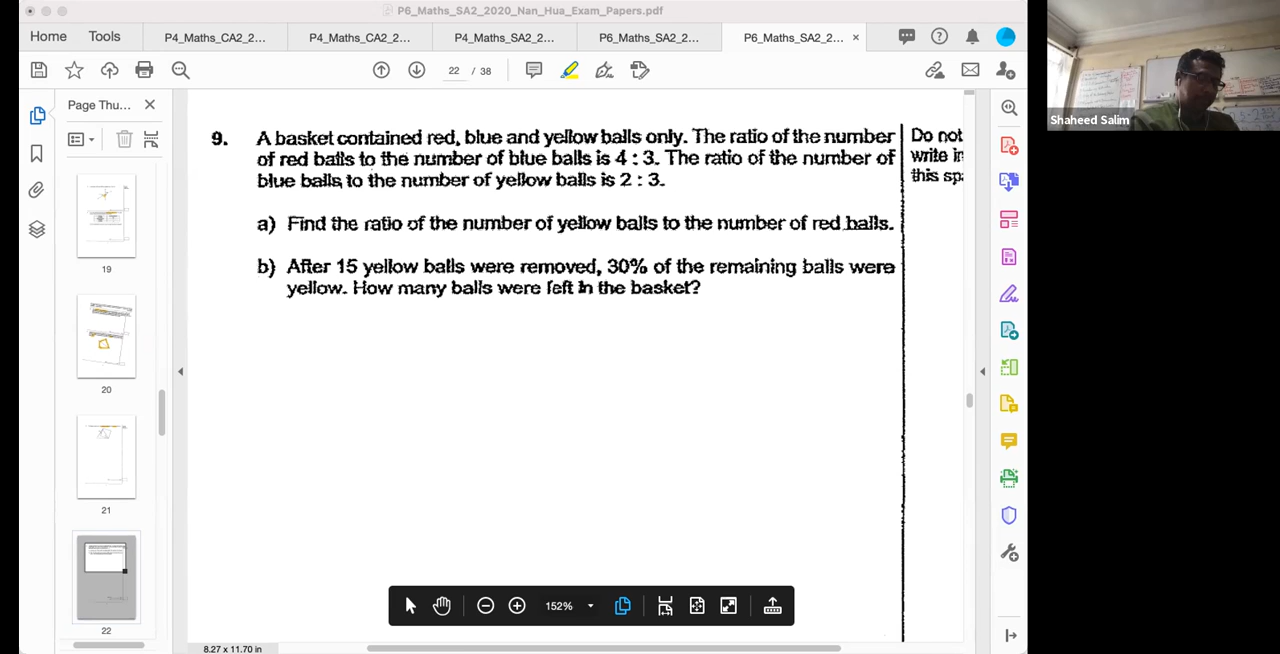 P6_Maths_SA2_2020_Nan_Hua_Exam_Papers.pdf
Home Tools P4_Maths_CA2_2... P4_Maths_CA2_2... P4_Maths_SA2_2... P6_Maths_SA2_2... P6_Maths_SA2_2... ×
22 / 38
Page Thu...
19
20
21
22
9. A basket contained red, blue and yellow balls only. The ratio of the number
of red balls to the number of blue balls is 4 : 3. The ratio of the number of
blue balls to the number of yellow balls is 2 : 3.
a) Find the ratio of the number of yellow balls to the number of red balls.
b) After 15 yellow balls were removed, 30% of the remaining balls were
yellow. How many balls were left in the basket?
Do not
write in
this sp
152%
8.27 x 11.70 in
Shaheed Salim